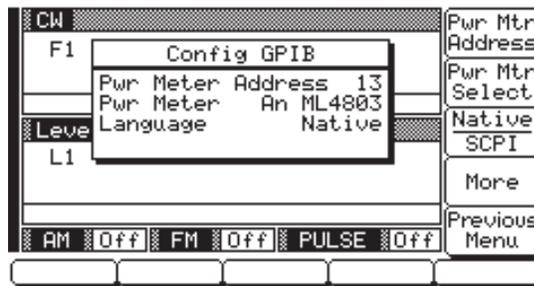 CW
F1
Config GPIB
Pwr Meter Address 13
Pwr Meter An ML4803
Language Native
Level
L1
AM Off FM Off PULSE Off
Pwr Mtr
Address
Pwr Mtr
Select
Native
SCPI
More
Previous
Menu